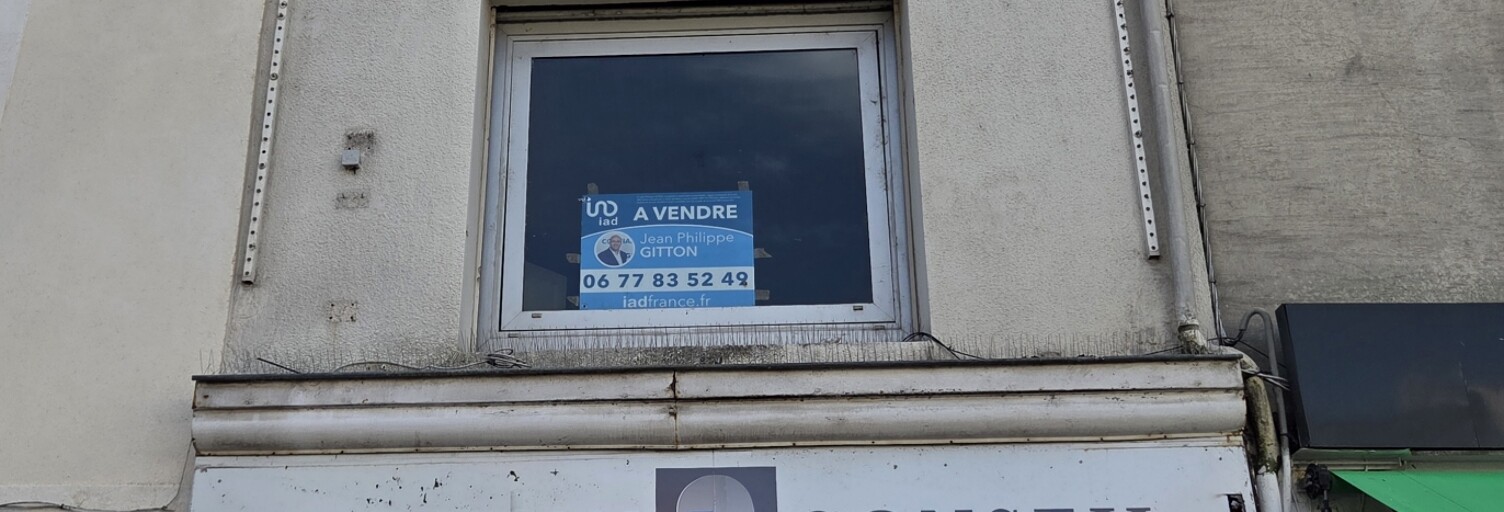 iad
A VENDRE
Jean Philippe
GITTON
06 77 83 52 49
iadfrance.fr